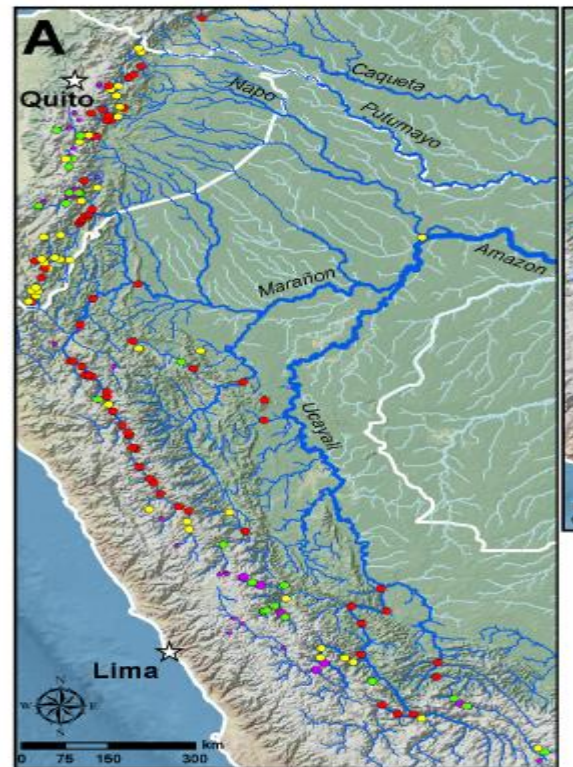 A
Quito
Napo
Caqueta
Putumayo
Amazon
Marañon
Ucayali
Lima
N
W E
S
0 75 150 300
km